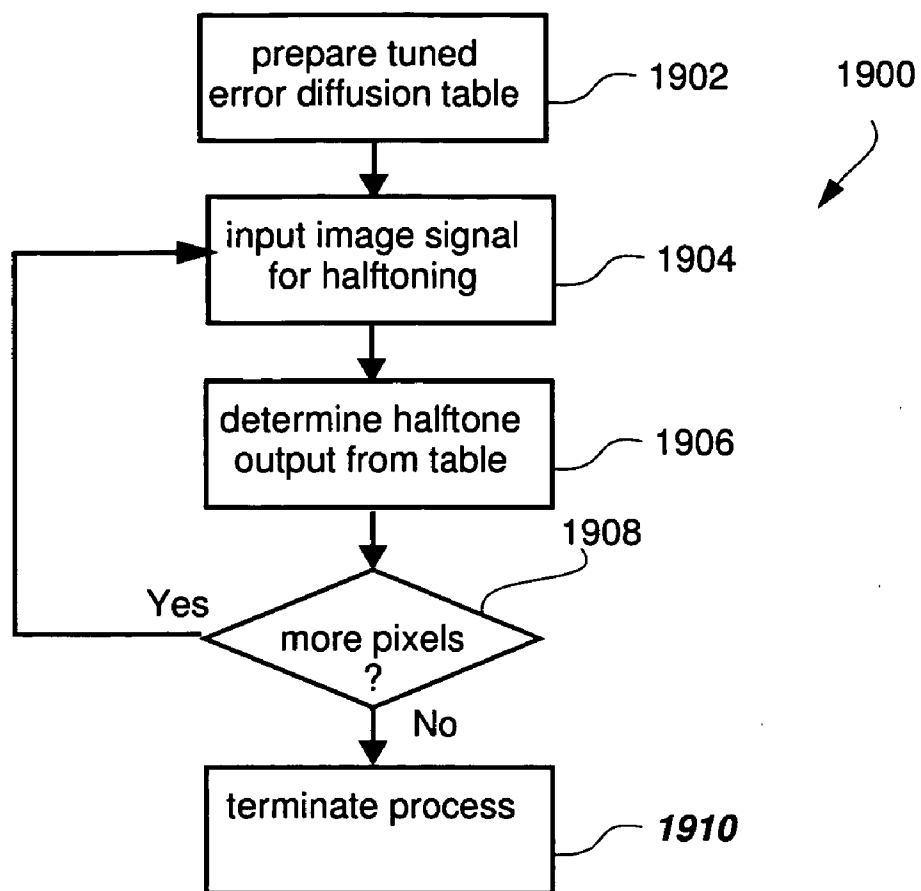 prepare tuned
error diffusion table
1902
1900
input image signal
for halftoning
1904
determine halftone
output from table
1906
1908
Yes
more pixels
?
No
terminate process
1910